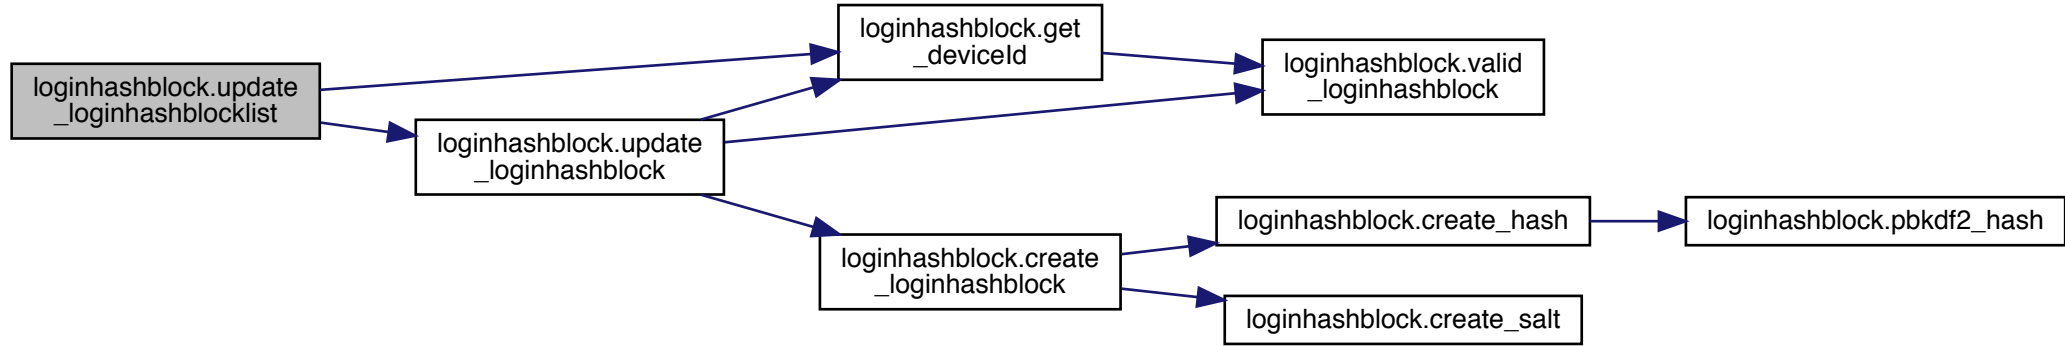 loginhashblock.update
_loginhashblocklist
loginhashblock.get
_deviceId
loginhashblock.valid
_loginhashblock
loginhashblock.update
_loginhashblock
loginhashblock.create_hash
loginhashblock.pbkdf2_hash
loginhashblock.create
_loginhashblock
loginhashblock.create_salt